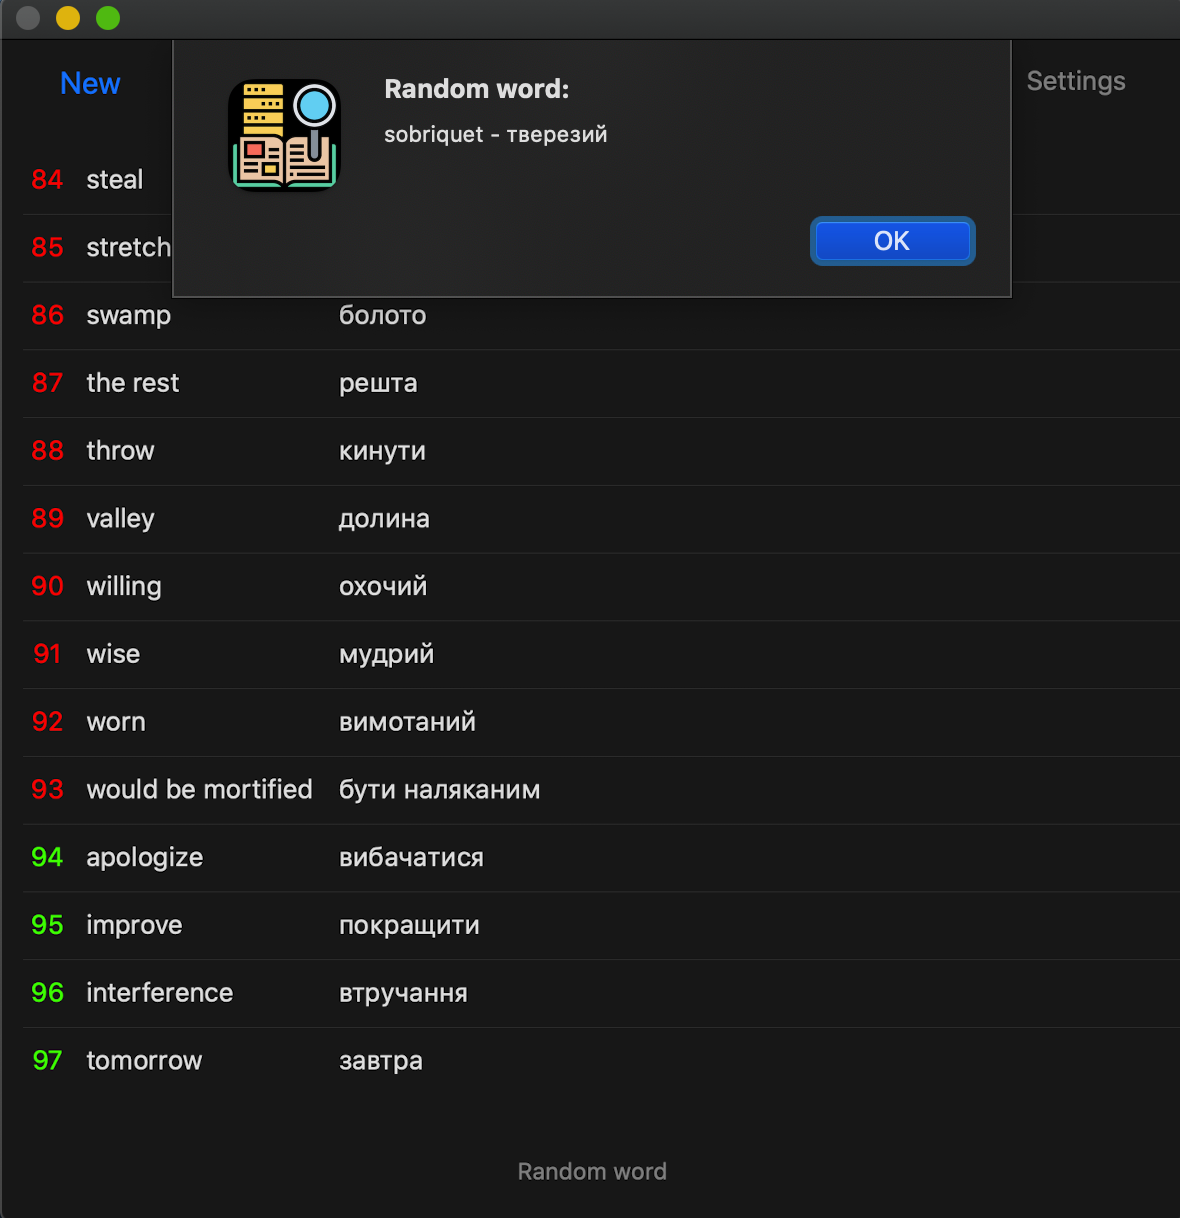 New
Random word:
sobriquet - тверезий
Settings
OK
84 steal
85 stretch
86 swamp болото
87 the rest решта
88 throw кинути
89 valley долина
90 willing охочий
91 wise мудрий
92 worn вимотаний
93 would be mortified бути наляканим
94 apologize вибачатися
95 improve покращити
96 interference втручання
97 tomorrow завтра
Random word